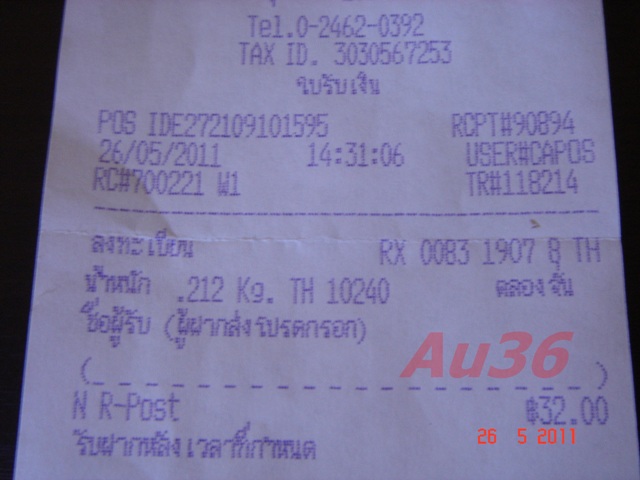 Tel.0-2462-0392
TAX ID. 3030567253
ใบรับเงิน
POS IDE272109101595 RCPT#90894
26/05/2011 14:31:06 USER#CAPOS
RC#700221 W1 TR#118214
ลงทะเบียน RX 0083 1907 8 TH
น้ำหนัก .212 Kg. TH 10240 คลองจั่น
ชื่อผู้รับ (ผู้ฝากส่งโปรดกรอก)
Au36
(_ _ _ _ _ _ _ _ _ _ _ _ _ _ _ _ _ _ _)
N R-Post ฿32.00
26 5 2011
รับฝากหลังเวลาที่กำหนด